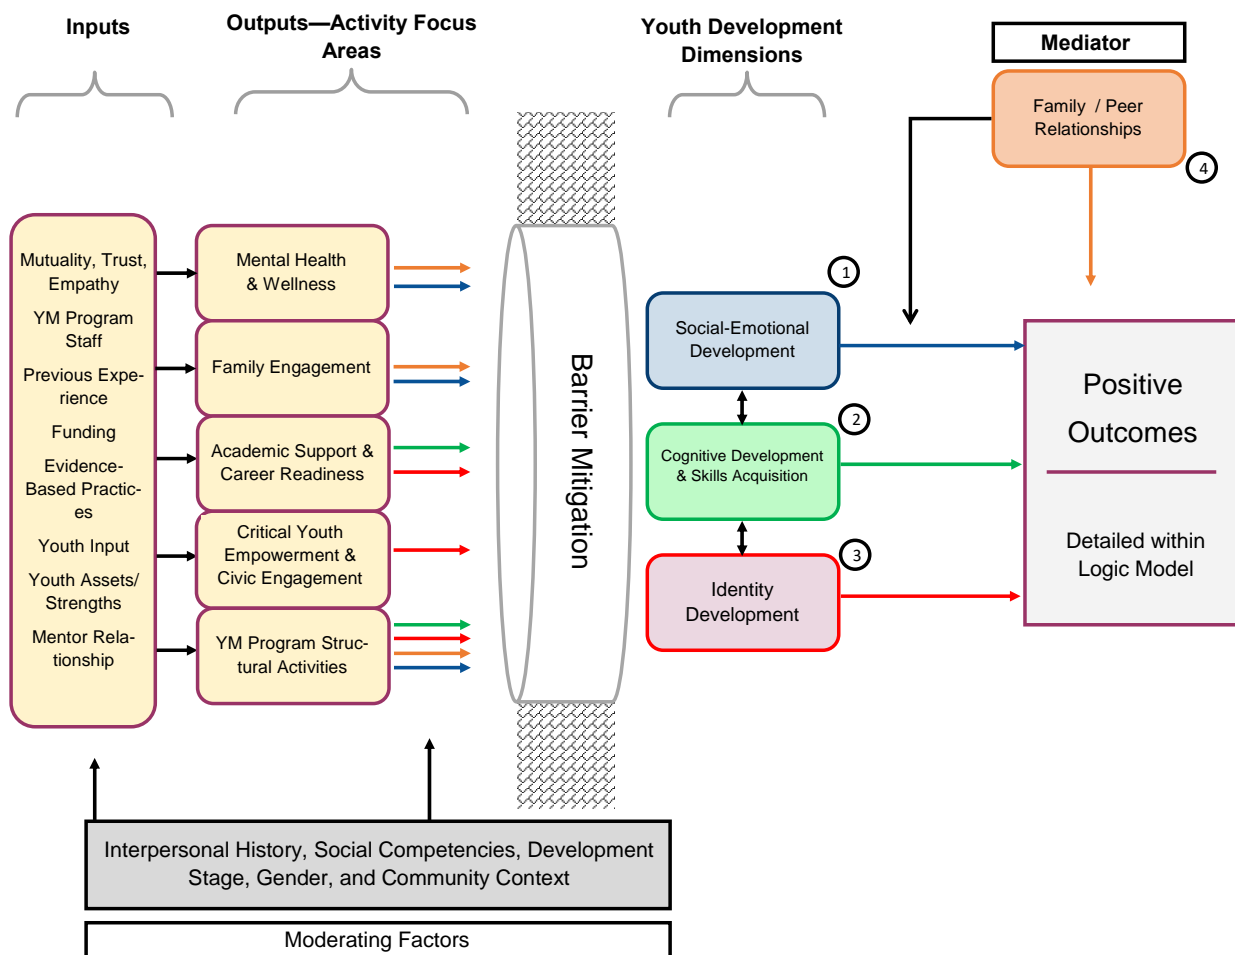 Inputs
Outputs—Activity Focus
Areas
Youth Development
Dimensions
Mediator
Family / Peer
Relationships
4
Mutuality, Trust,
Empathy
YM Program
Staff
Previous Expe-
rience
Funding
Evidence-
Based Practic-
es
Youth Input
Youth Assets/
Strengths
Mentor Rela-
tionship
Mental Health
& Wellness
Family Engagement
Academic Support &
Career Readiness
Critical Youth
Empowerment &
Civic Engagement
YM Program Struc-
tural Activities
Barrier Mitigation
1
Social-Emotional
Development
2
Cognitive Development
& Skills Acquisition
3
Identity
Development
Positive
Outcomes
Detailed within
Logic Model
Interpersonal History, Social Competencies, Development
Stage, Gender, and Community Context
Moderating Factors